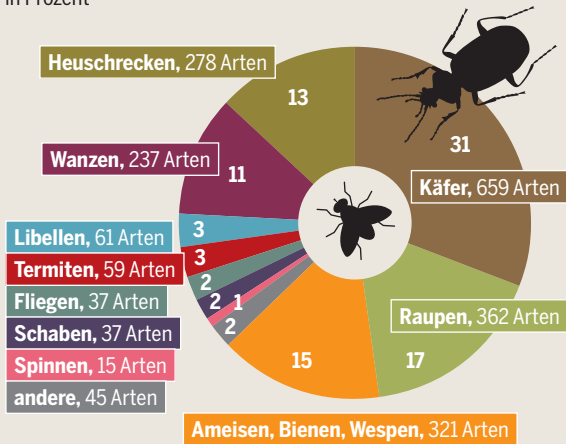 in Prozent
Heuschrecken, 278 Arten
13
31
Wanzen, 237 Arten
11
Käfer, 659 Arten
Libellen, 61 Arten
3
Termiten, 59 Arten
3
Fliegen, 37 Arten
2
Schaben, 37 Arten
2
Spinnen, 15 Arten
1
andere, 45 Arten
2
Raupen, 362 Arten
17
15
Ameisen, Bienen, Wespen, 321 Arten